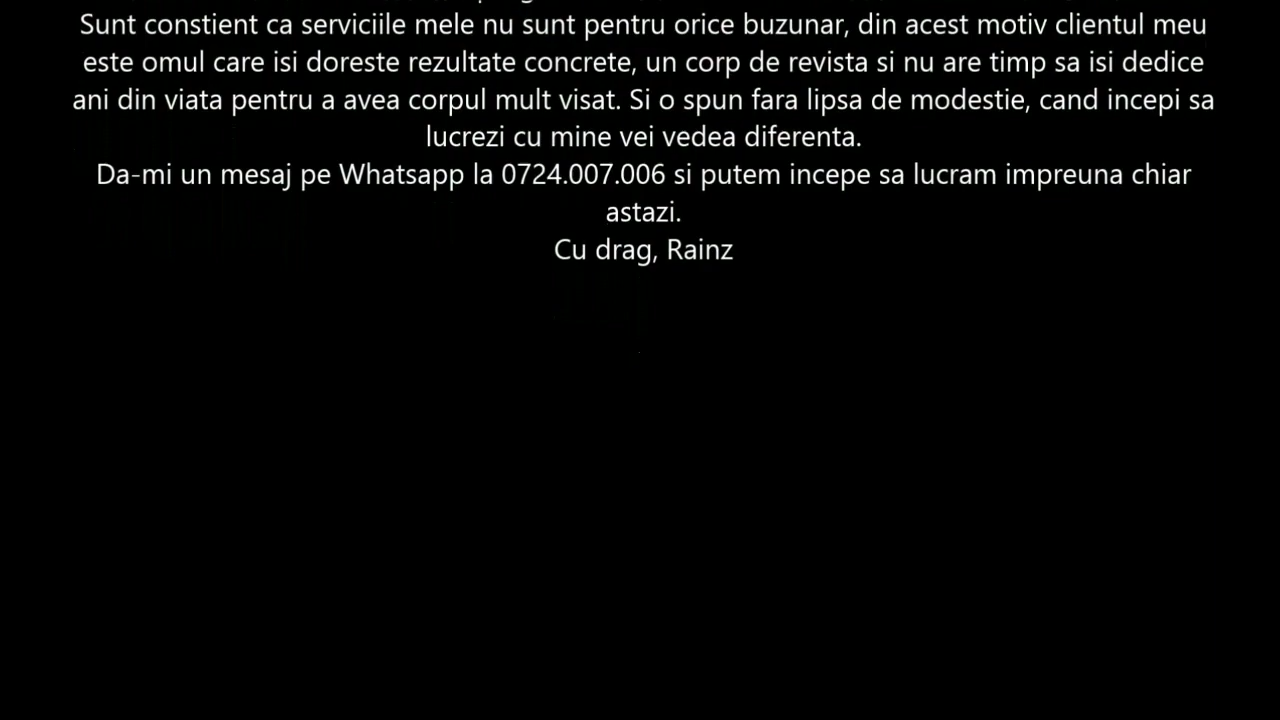 Sunt constient ca serviciile mele nu sunt pentru orice buzunar, din acest motiv clientul meu
este omul care isi doreste rezultate concrete, un corp de revista si nu are timp sa isi dedice
ani din viata pentru a avea corpul mult visat. Si o spun fara lipsa de modestie, cand incepi sa
lucrezi cu mine vei vedea diferenta.
Da-mi un mesaj pe Whatsapp la 0724.007.006 si putem incepe sa lucram impreuna chiar
astazi.
Cu drag, Rainz